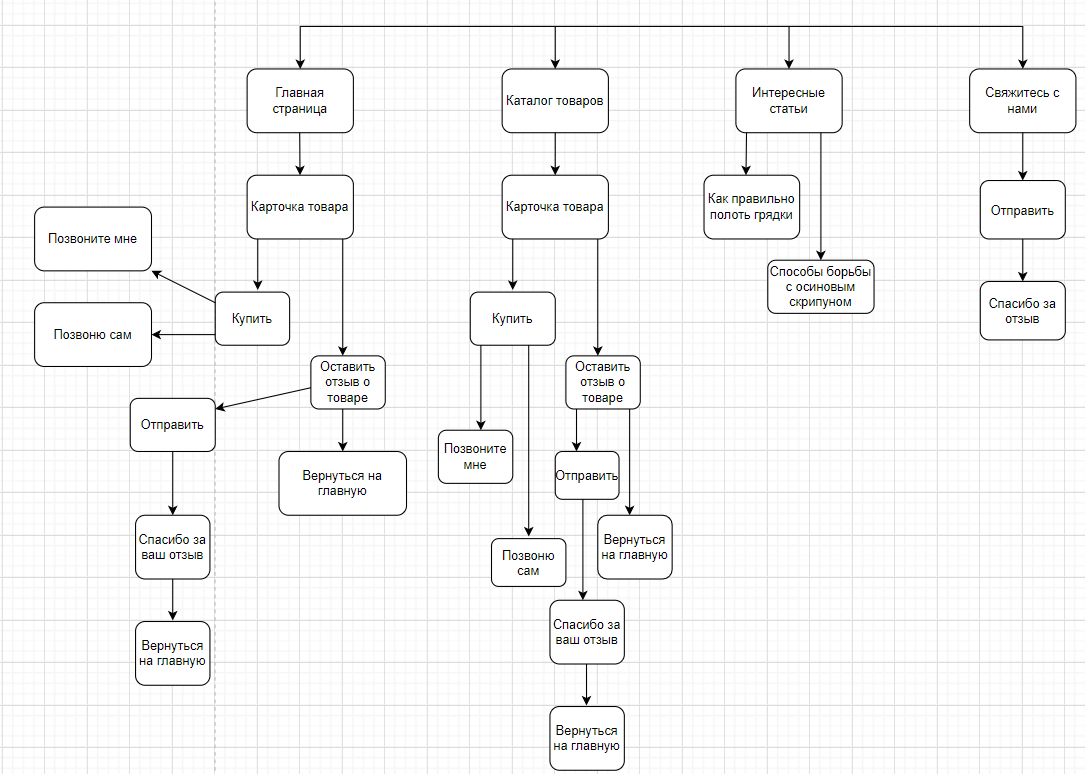 Главная
страница
Каталог товаров
Интересные
статьи
Свяжитесь с
нами
Карточка товара
Карточка товара
Как правильно
полоть грядки
Отправить
Позвоните мне
Способы борьбы
с осиновым
скрипуном
Спасибо за
отзыв
Купить
Купить
Позвоню сам
Оставить
отзыв о
товаре
Оставить
отзыв о
товаре
Отправить
Вернуться на
главную
Позвоните
мне
Отправить
Спасибо за
ваш отзыв
Позвоню
сам
Вернуться
на главную
Вернуться
на главную
Спасибо за
ваш отзыв
Вернуться
на главную